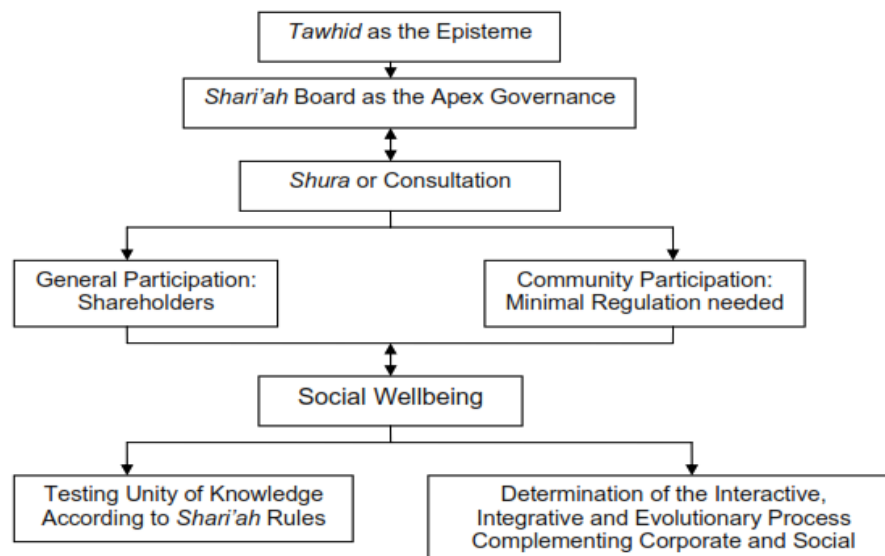 Tawhid as the Episteme
Shari'ah Board as the Apex Governance
Shura or Consultation
General Participation:
Shareholders
Community Participation:
Minimal Regulation needed
Social Wellbeing
Testing Unity of Knowledge
According to Shari'ah Rules
Determination of the Interactive,
Integrative and Evolutionary Process
Complementing Corporate and Social